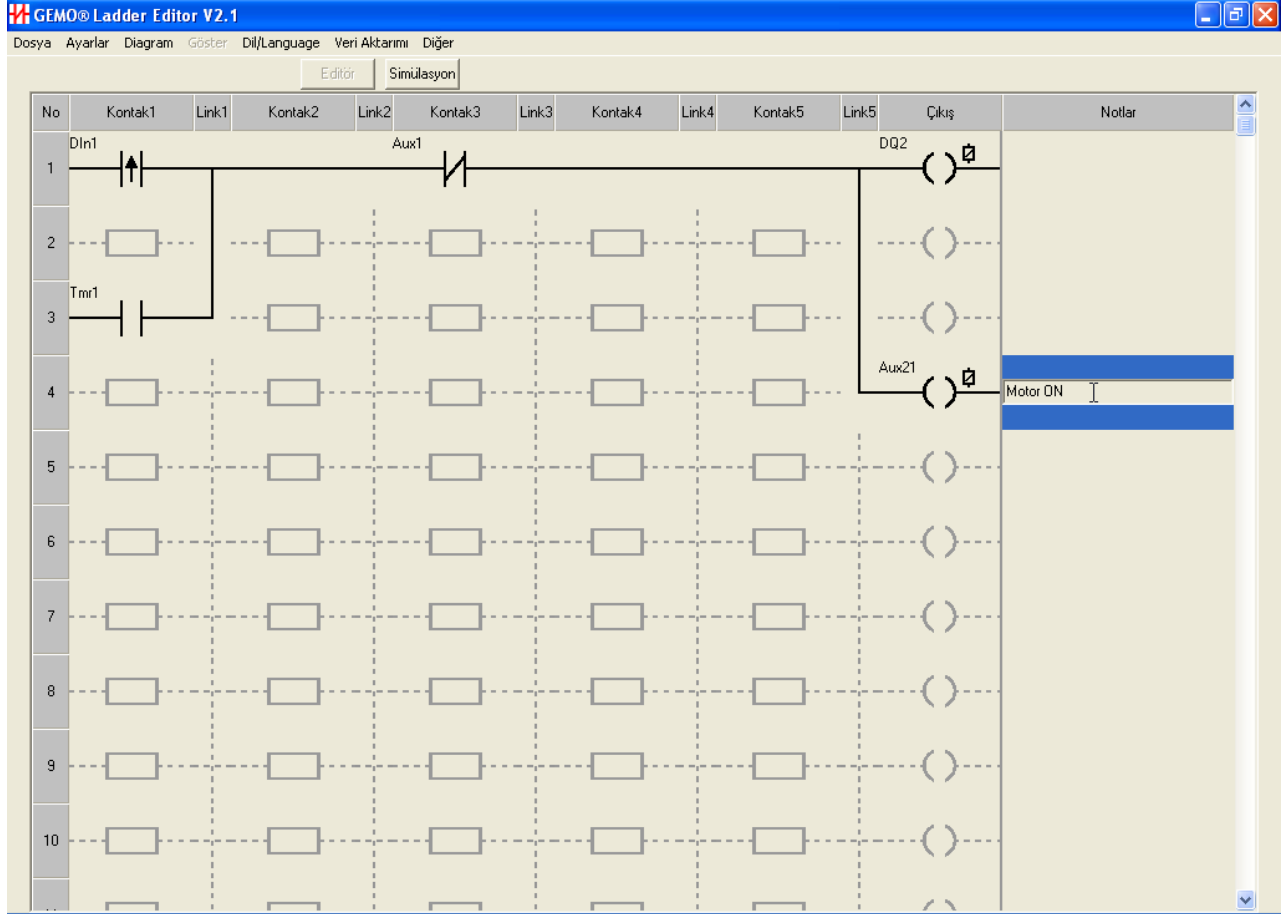 GEMO® Ladder Editor V2.1
Dosya Ayarlar Diagram Göster Dil/Language Veri Aktarımı Diğer
Editör Simülasyon
No Kontak1 Link1 Kontak2 Link2 Kontak3 Link3 Kontak4 Link4 Kontak5 Link5 Çıkış Notlar
DIn1 Aux1 DQ2
1
2
Tmr1
3
Aux21
4 Motor ON
5
6
7
8
9
10